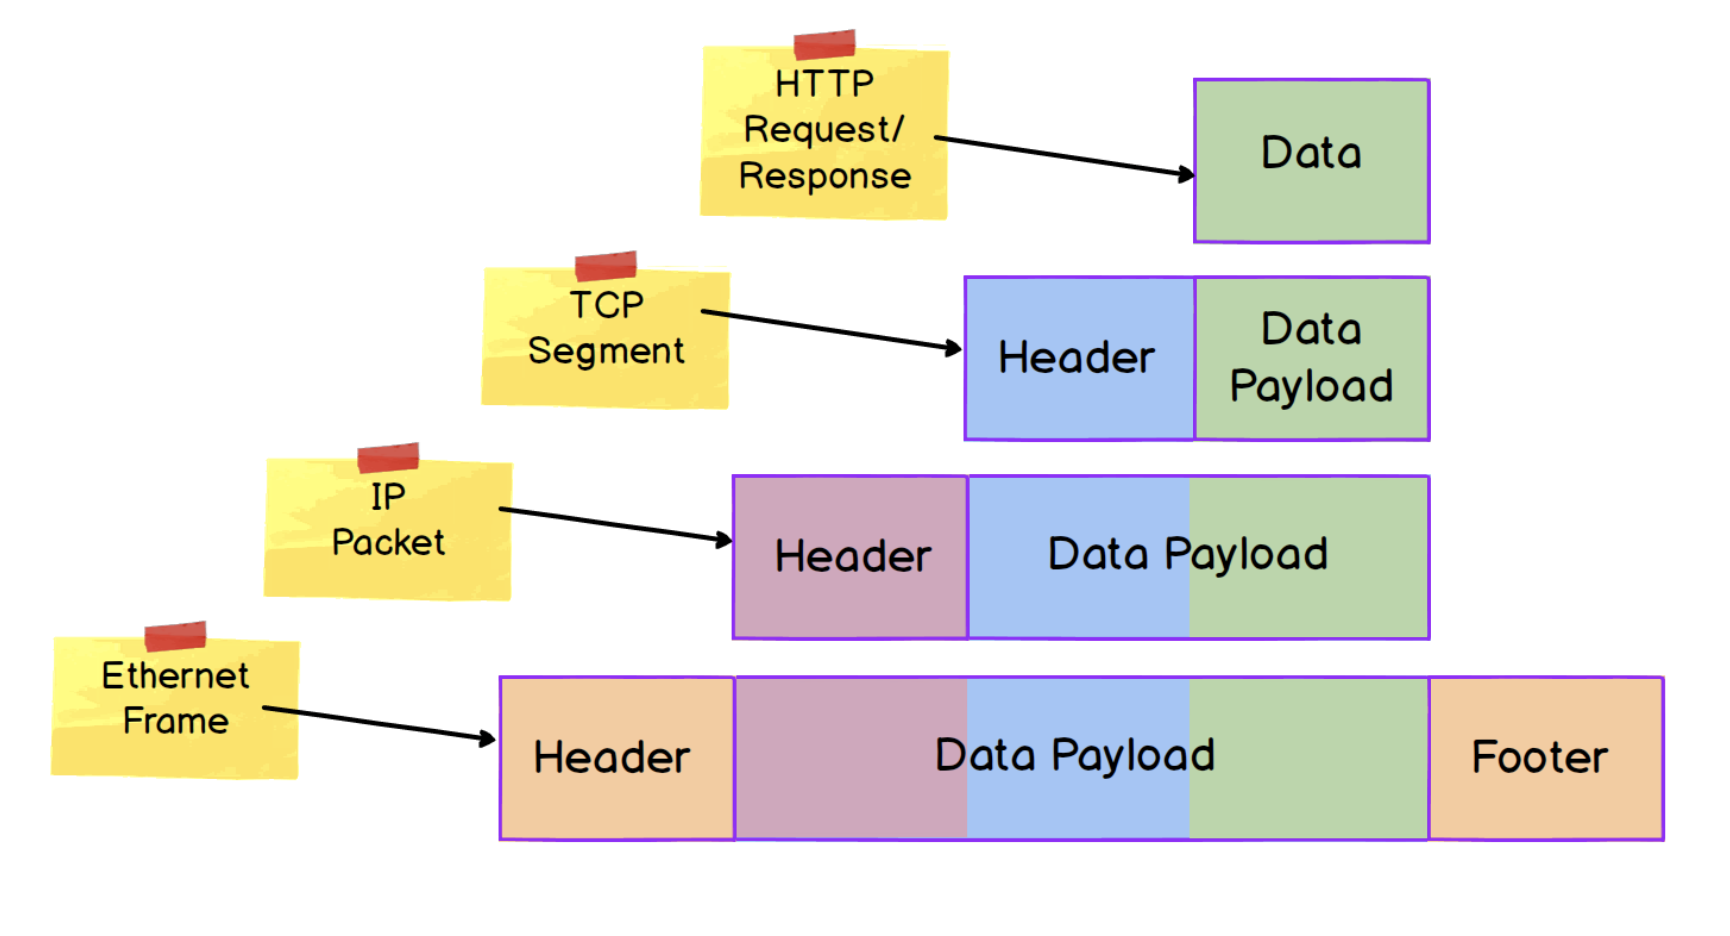 HTTP
Request/
Response
Data
TCP
Segment
Header
Data
Payload
IP
Packet
Header
Data Payload
Ethernet
Frame
Header
Data Payload
Footer